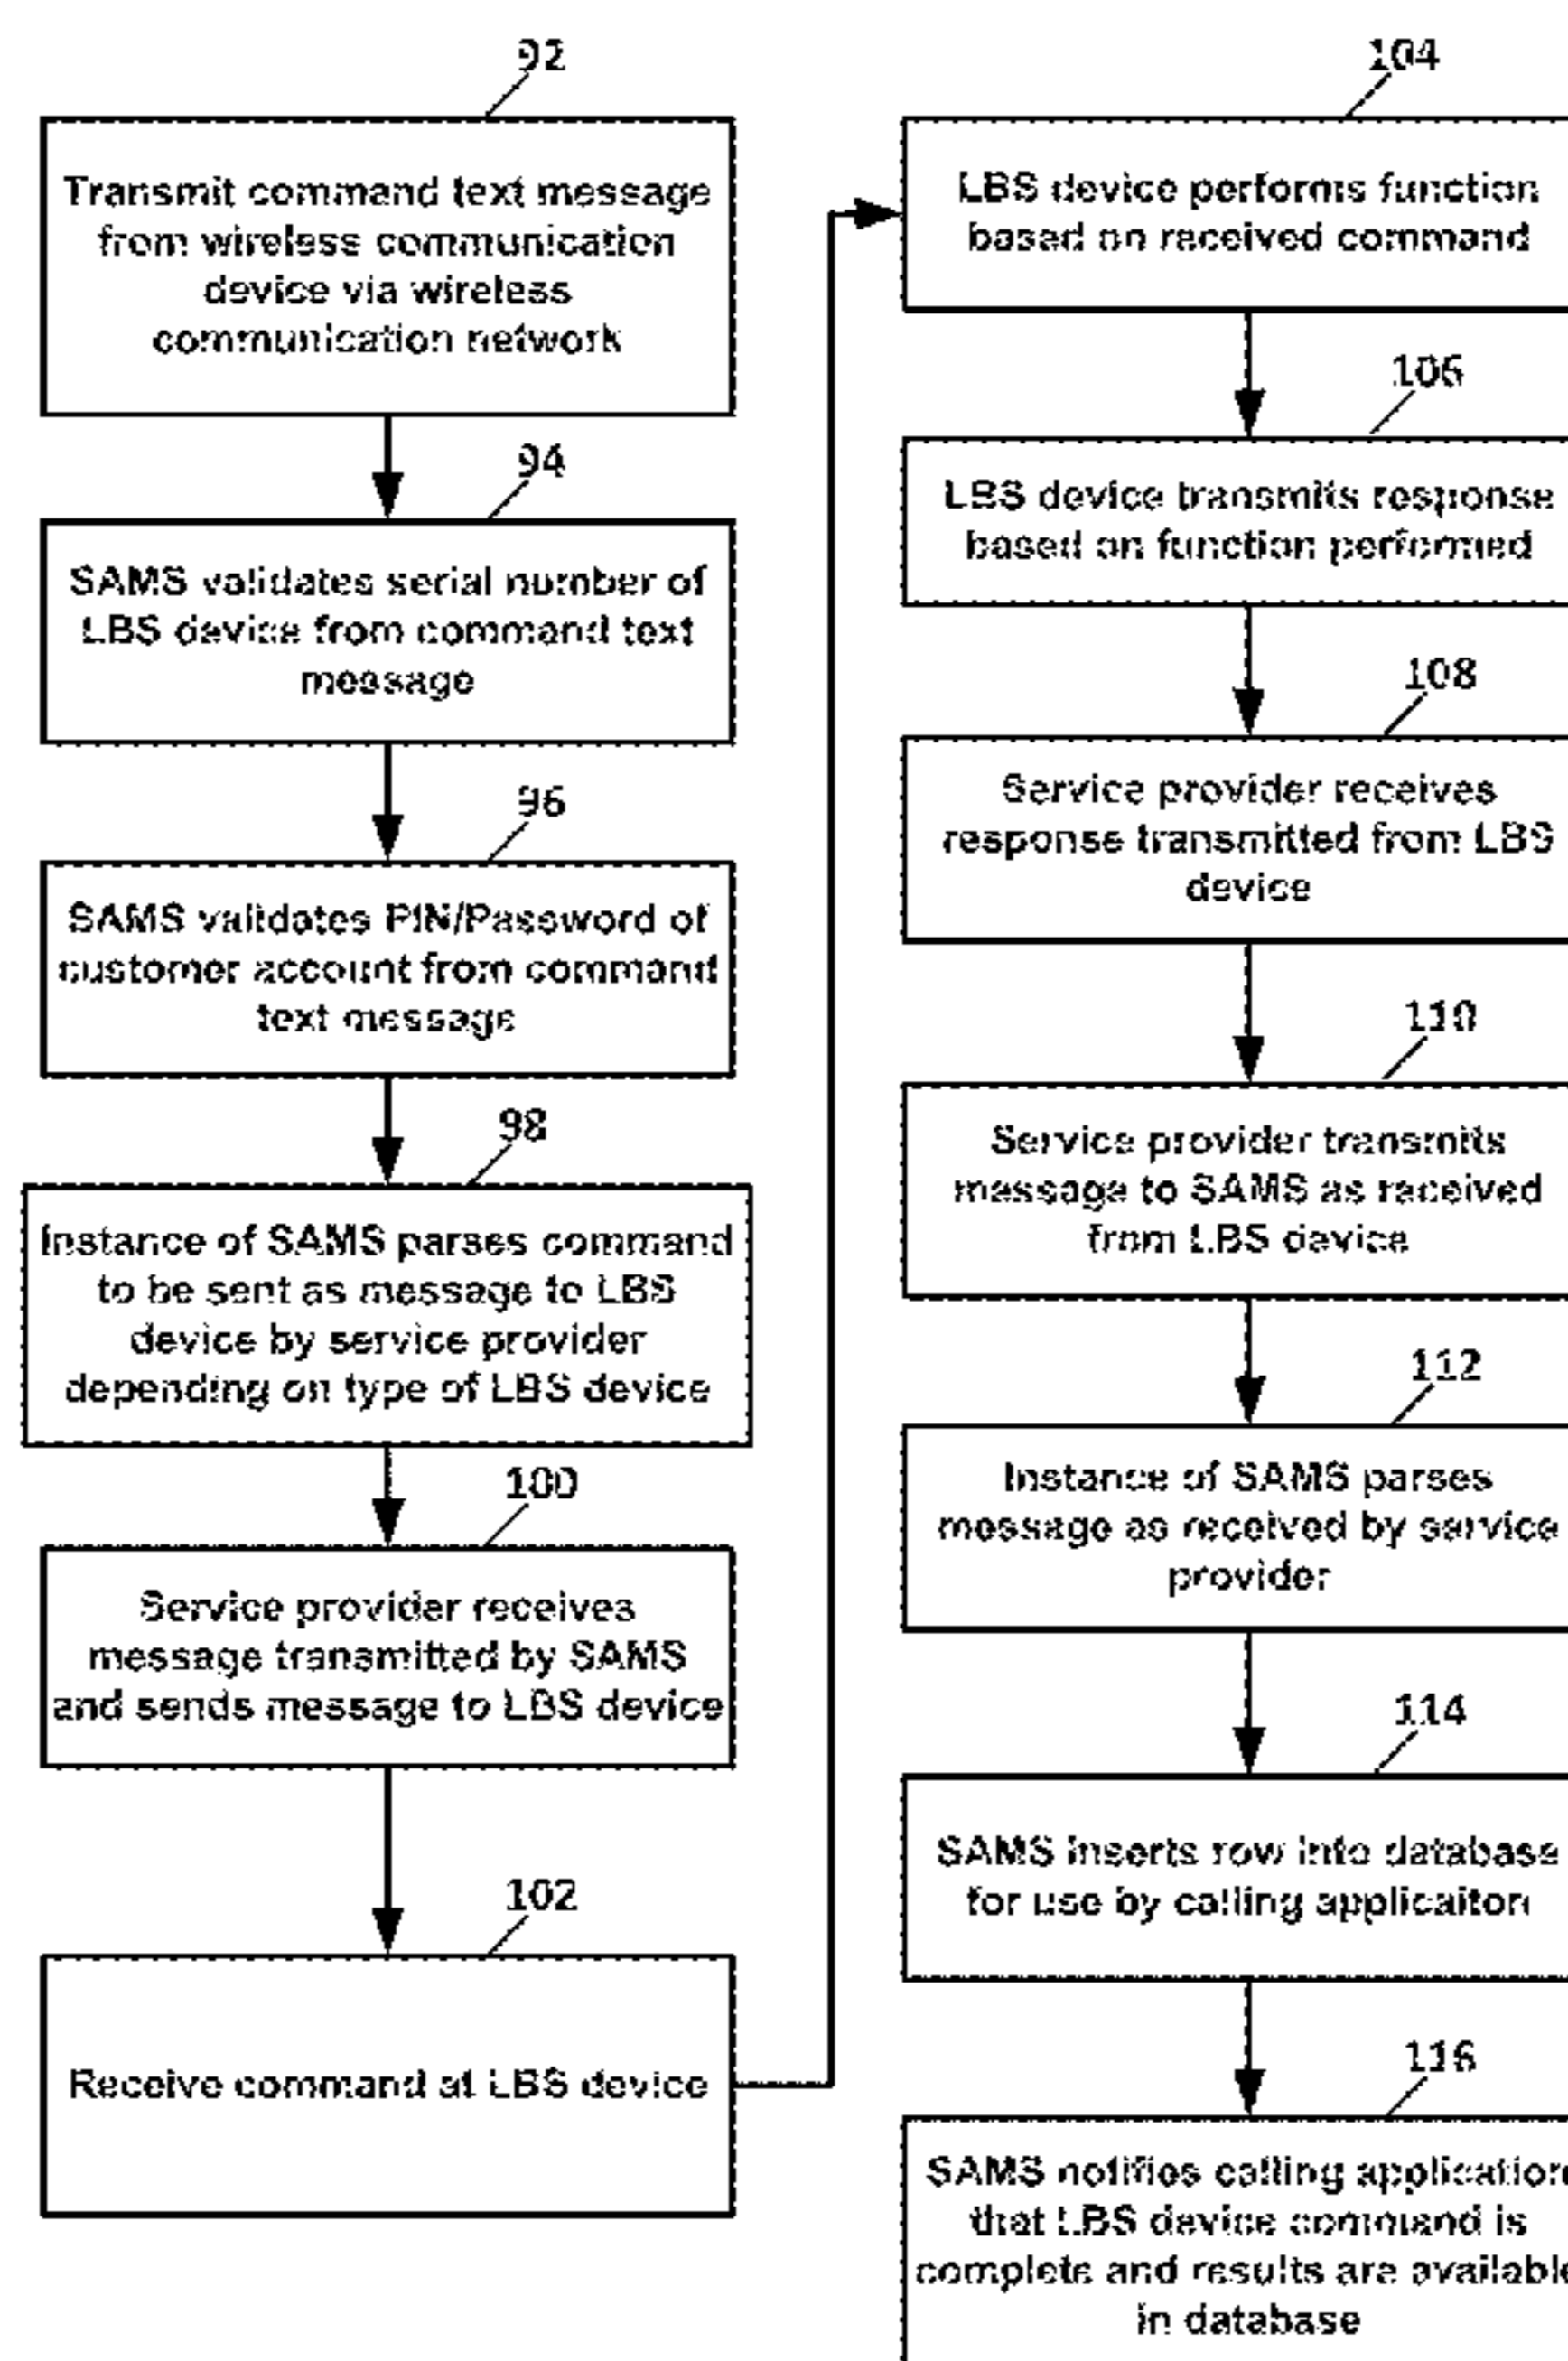 92
Transmit command text message
from wireless communication
device via wireless
communication network
94
SAMS validates serial number of
LBS device from command text
message
96
SAMS validates PIN/Password of
customer account from command
text message
98
Instance of SAMS parses command
to be sent as message to LBS
device by service provider
depending on type of LBS device
100
Service provider receives
message transmitted by SAMS
and sends message to LBS device
102
Receive command at LBS device
104
LBS device performs function
based on received command
106
LBS device transmits response
based on function performed
108
Service provider receives
response transmitted from LBS
device
110
Service provider transmits
message to SAMS as received
from LBS device
112
Instance of SAMS parses
message as received by service
provider
114
SAMS inserts row into database
for use by calling applicaiton
116
SAMS notifies calling application
that LBS device command is
complete and results are available
in database